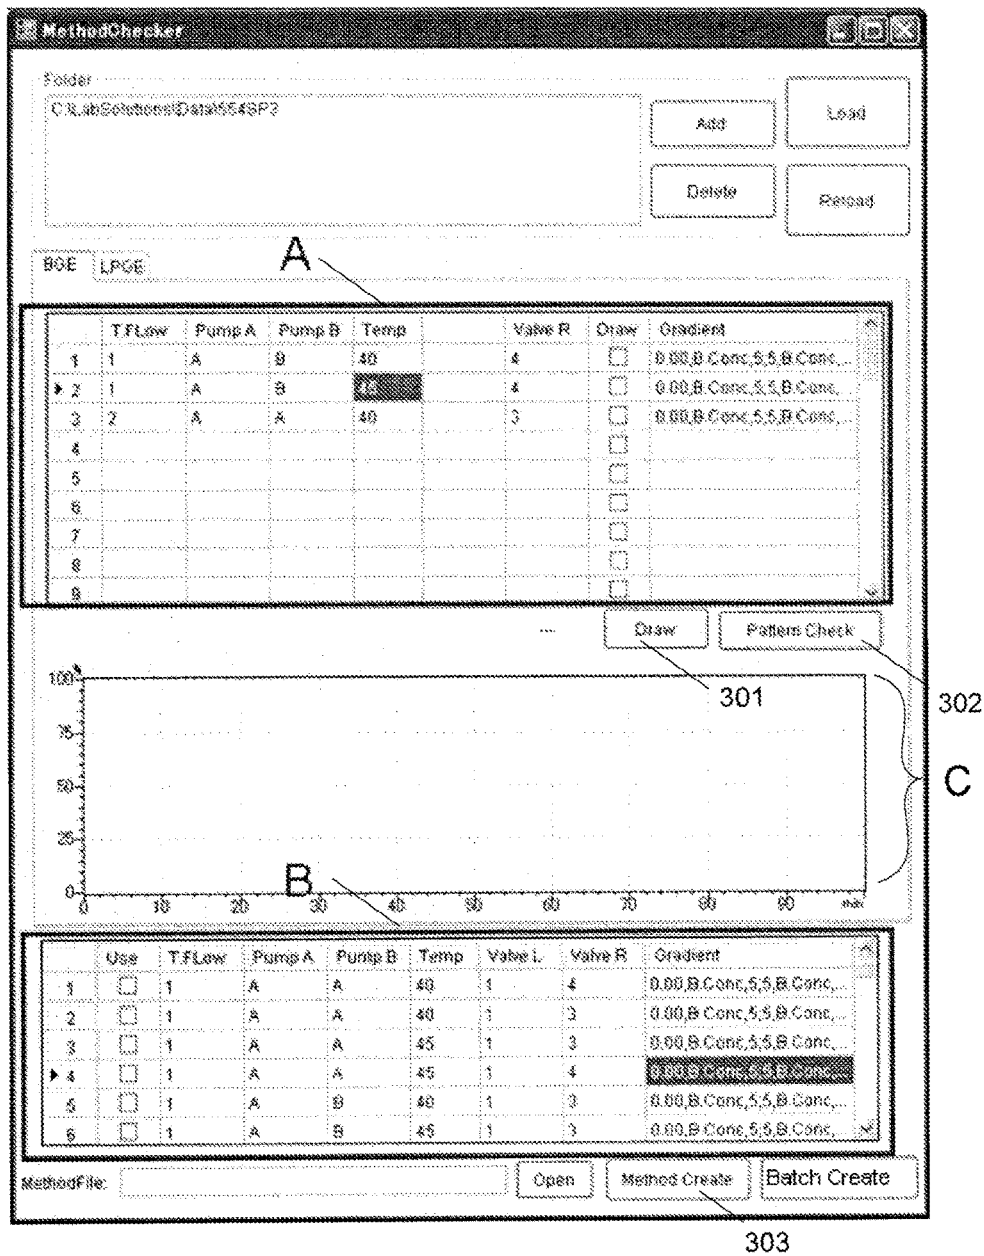 MethodChecker
Folder
C:\LabSolutions\Data\554SP3
Add
Load
Delete
Reload
A
BGE LPGE
T.FLow Pump A Pump B Temp Valve R Draw Gradient
1 1 A B 40 4 0.00,B.Conc,5,5,B.Conc,...
2 1 A B 45 4 0.00,B.Conc,5,5,B.Conc,...
3 2 A A 40 3 0.00,B.Conc,5,5,B.Conc,...
4
5
6
7
8
9
... Draw Pattern Check
301
302
%
100
75
50
25
0
C
B
0 10 20 30 40 50 60 70 80 90 min
Use T.FLow Pump A Pump B Temp Valve L Valve R Gradient
1 1 A A 40 1 4 0.00,B.Conc,5,5,B.Conc,...
2 1 A A 40 1 3 0.00,B.Conc,5,5,B.Conc,...
3 1 A A 45 1 3 0.00,B.Conc,5,5,B.Conc,...
4 1 A A 45 1 4 0.00,B.Conc,5,5,B.Conc,...
5 1 A B 40 1 3 0.00,B.Conc,5,5,B.Conc,...
6 1 A B 45 1 3 0.00,B.Conc,5,5,B.Conc,...
MethodFile: Open Method Create Batch Create
303